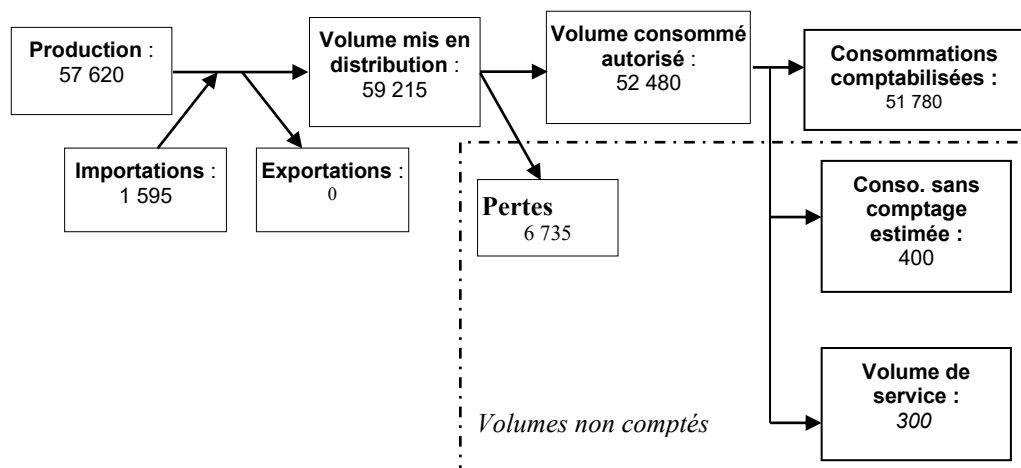 Production :
57 620
Volume mis en
distribution :
59 215
Volume consommé
autorisé :
52 480
Consommations
comptabilisées :
51 780
Importations :
1 595
Exportations :
0
Pertes
6 735
Conso. sans
comptage
estimée :
400
Volume de
service :
300
Volumes non comptés